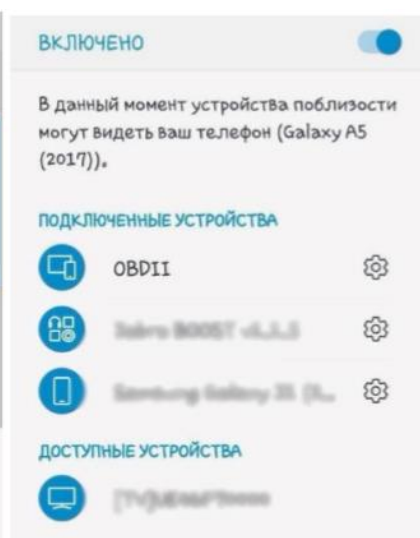 ВКЛЮЧЕНО
В данный момент устройства поблизости
могут видеть ваш телефон (Galaxy A5
(2017)).
ПОДКЛЮЧЕННЫЕ УСТРОЙСТВА
OBDII
ДОСТУПНЫЕ УСТРОЙСТВА